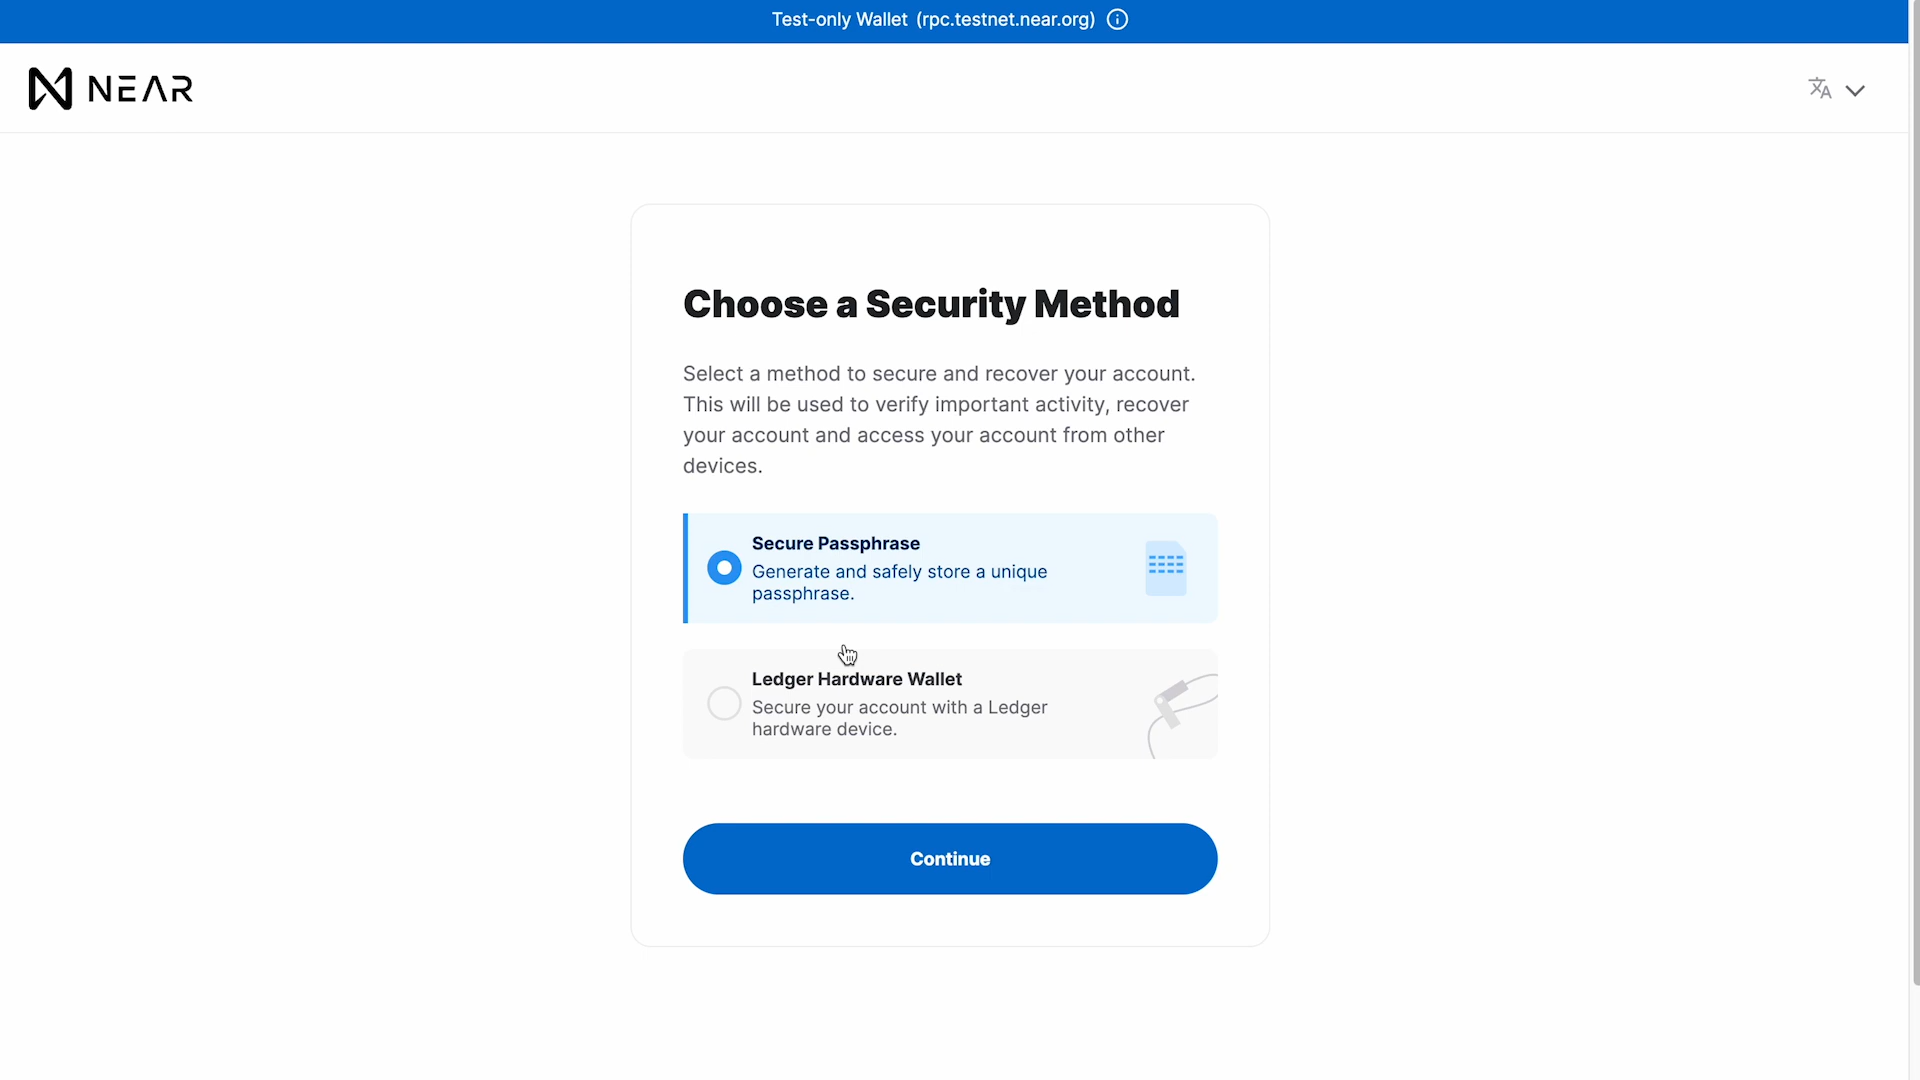 Test-only Wallet (rpc.testnet.near.org)
NEAR
Choose a Security Method
Select a method to secure and recover your account.
This will be used to verify important activity, recover
your account and access your account from other
devices.
Secure Passphrase
Generate and safely store a unique
passphrase.
Ledger Hardware Wallet
Secure your account with a Ledger
hardware device.
Continue